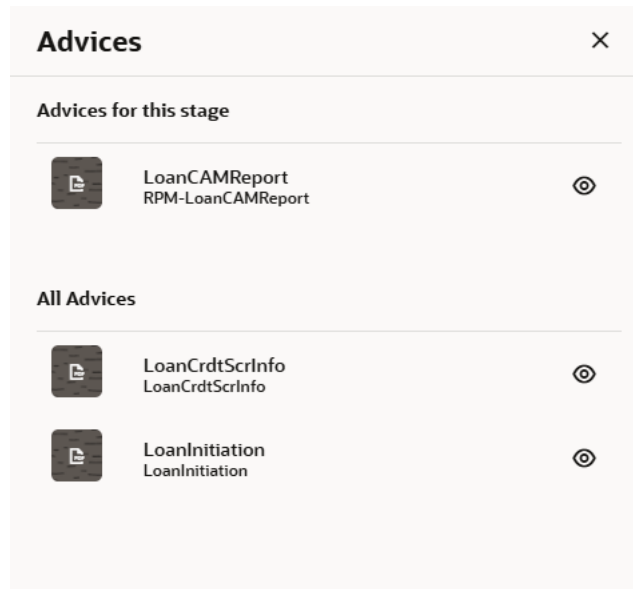 Advices
Advices for this stage
LoanCAMReport
RPM-LoanCAMReport
All Advices
LoanCrdtScrInfo
LoanCrdtScrInfo
LoanInitiation
LoanInitiation